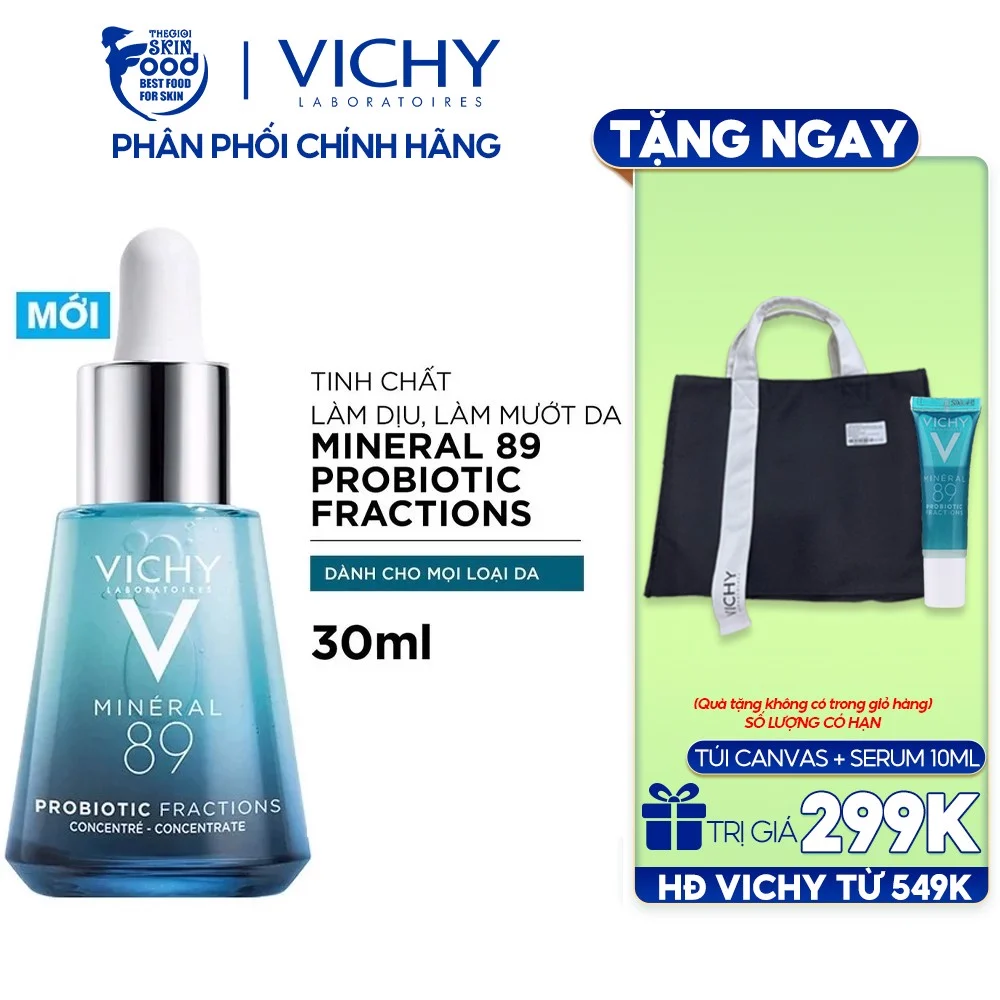 THEGIOI
SKIN
Food
BEST FOOD
FOR SKIN
VICHY
LABORATOIRES
PHÂN PHỐI CHÍNH HÃNG
TẶNG NGAY
MỚI
TINH CHẤT
LÀM DỊU, LÀM MƯỚT DA
MINERAL 89
PROBIOTIC
FRACTIONS
DÀNH CHO MỌI LOẠI DA
30ml
VICHY
LABORATOIRES
V
MINÉRAL
89
PROBIOTIC FRACTIONS
CONCENTRÉ - CONCENTRATE
VICHY
VICHY
V
MINÉRAL
89
PROBIOTIC
FRACTIONS
(Quà tặng không có trong giỏ hàng)
SỐ LƯỢNG CÓ HẠN
TÚI CANVAS + SERUM 10ML
TRỊ GIÁ 299K
HĐ VICHY TỪ 549K